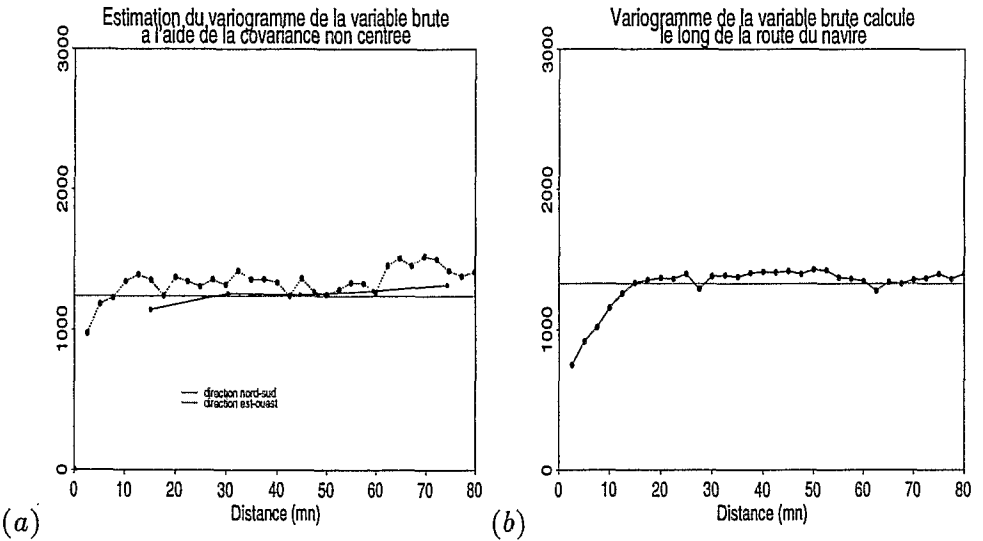 Estimation du variogramme de la variable brute
a l'aide de la covariance non centree
3000
2000
1000
0
0 10 20 30 40 50 60 70 80
Distance (mn)
direction nord-sud
direction est-ouast
(a)
Variogramme de la variable brute calcule
le long de la route du navire
3000
2000
1000
0
0 10 20 30 40 50 60 70 80
Distance (mn)
(b)